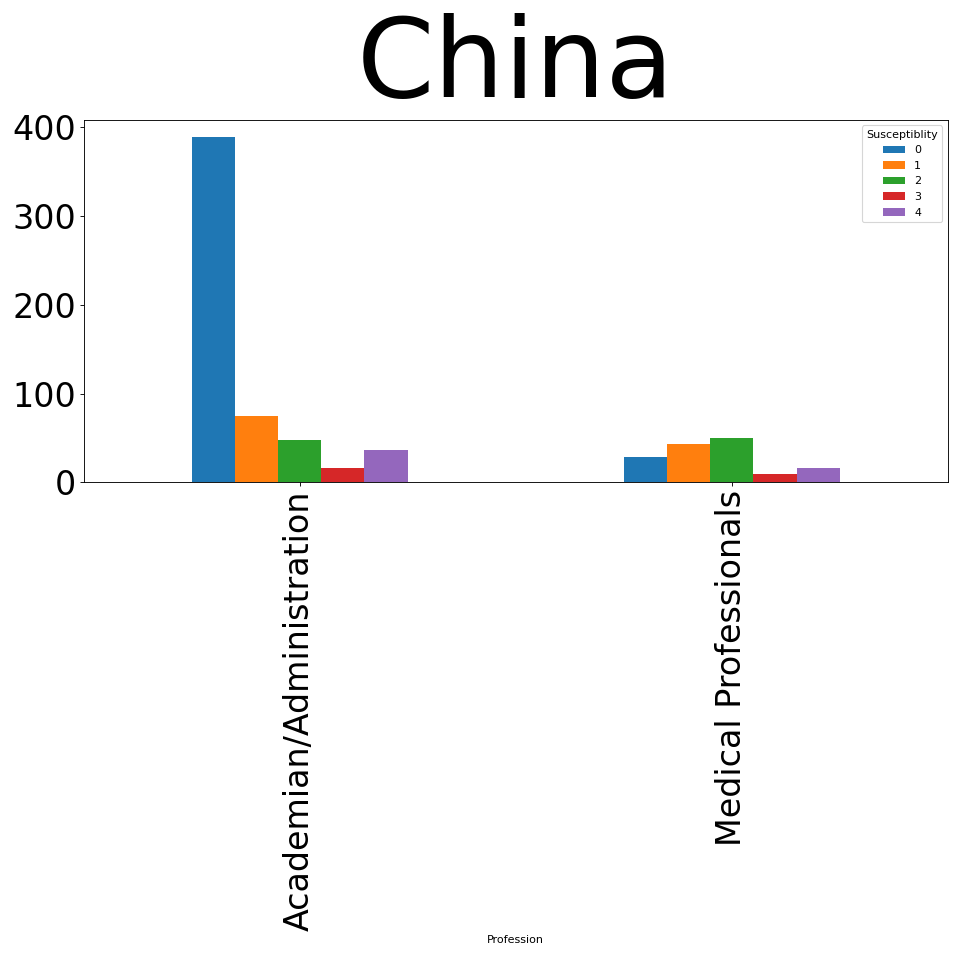 China
400
300
200
100
0
Susceptiblity
0
1
2
3
4
Academian/Administration
Medical Professionals
Profession